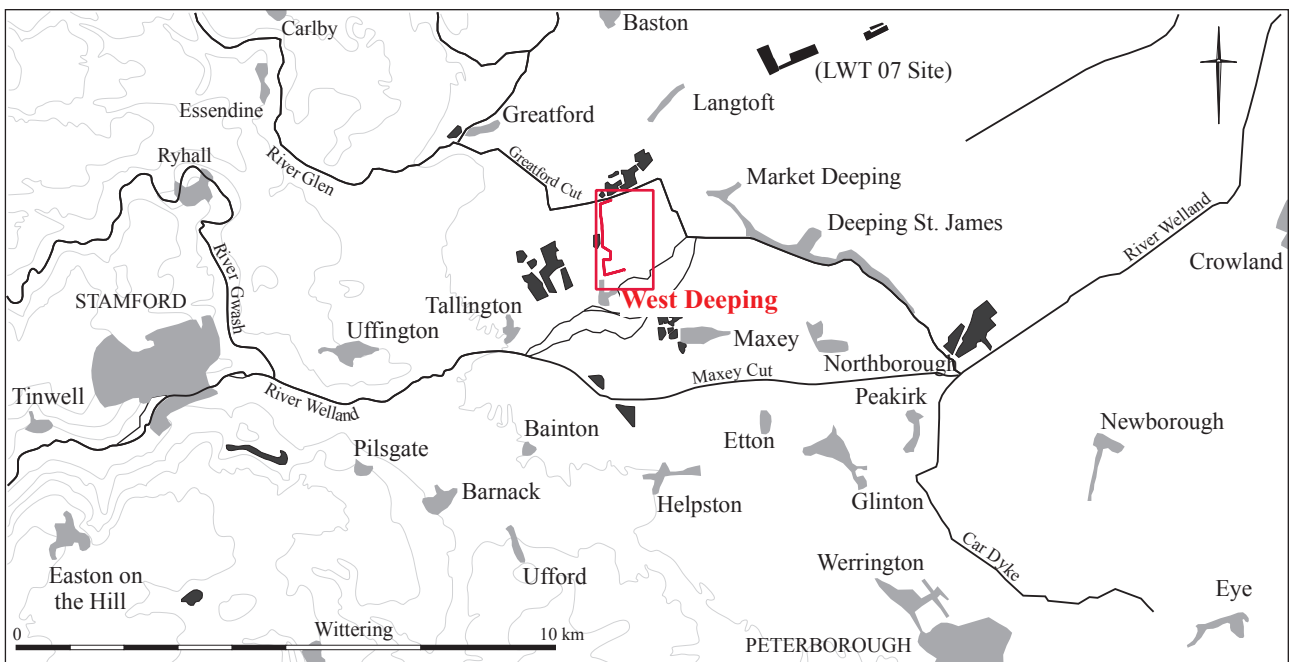 Carlby
Baston
(LWT 07 Site)
Essendine
Langtoft
Greatford
Ryhall
River Glen
Greatford Cut
Market Deeping
Deeping St. James
River Welland
Crowland
River Gwash
STAMFORD
Tallington
West Deeping
Uffington
Maxey
Northborough
Maxey Cut
River Welland
Tinwell
Peakirk
Bainton
Etton
Newborough
Pilsgate
Barnack
Helpston
Glinton
Car Dyke
Werrington
Ufford
Easton on
the Hill
Eye
0
Wittering
10 km
PETERBOROUGH